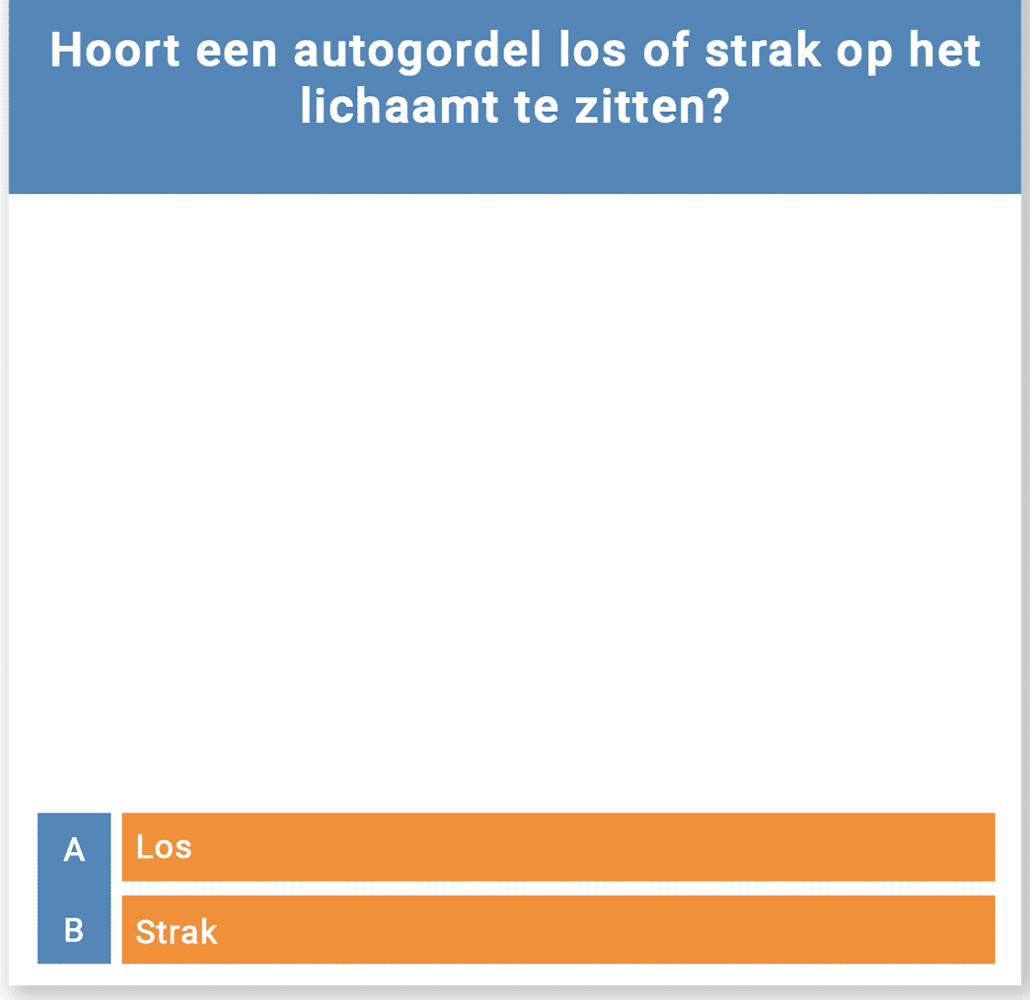 Hoort een autogordel los of strak op het
lichaamt te zitten?
A
Los
B
Strak